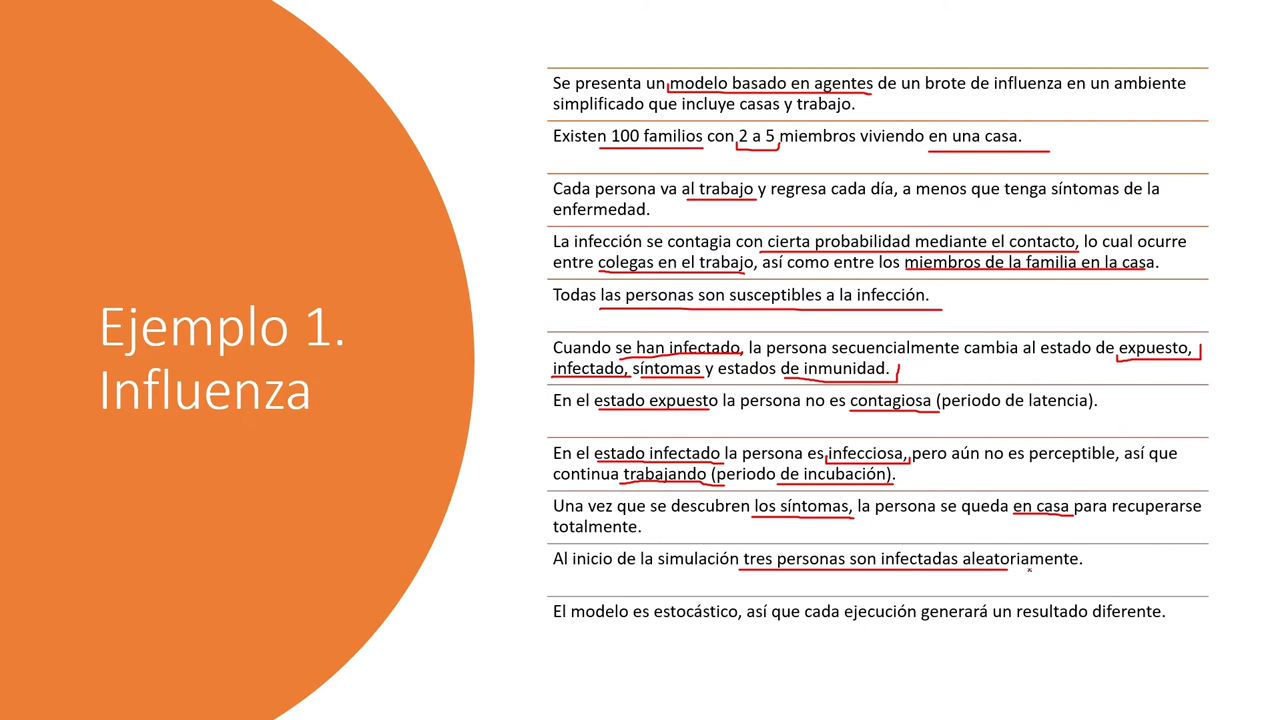 Ejemplo 1.
Influenza
Se presenta un modelo basado en agentes de un brote de influenza en un ambiente
simplificado que incluye casas y trabajo.
Existen 100 familios con 2 a 5 miembros viviendo en una casa.
Cada persona va al trabajo y regresa cada día, a menos que tenga síntomas de la
enfermedad.
La infección se contagia con cierta probabilidad mediante el contacto, lo cual ocurre
entre colegas en el trabajo, así como entre los miembros de la familia en la casa.
Todas las personas son susceptibles a la infección.
Cuando se han infectado, la persona secuencialmente cambia al estado de expuesto,
infectado, síntomas y estados de inmunidad.
En el estado expuesto la persona no es contagiosa (periodo de latencia).
En el estado infectado la persona es infecciosa, pero aún no es perceptible, así que
continua trabajando (periodo de incubación).
Una vez que se descubren los síntomas, la persona se queda en casa para recuperarse
totalmente.
Al inicio de la simulación tres personas son infectadas aleatoriamente.
El modelo es estocástico, así que cada ejecución generará un resultado diferente.